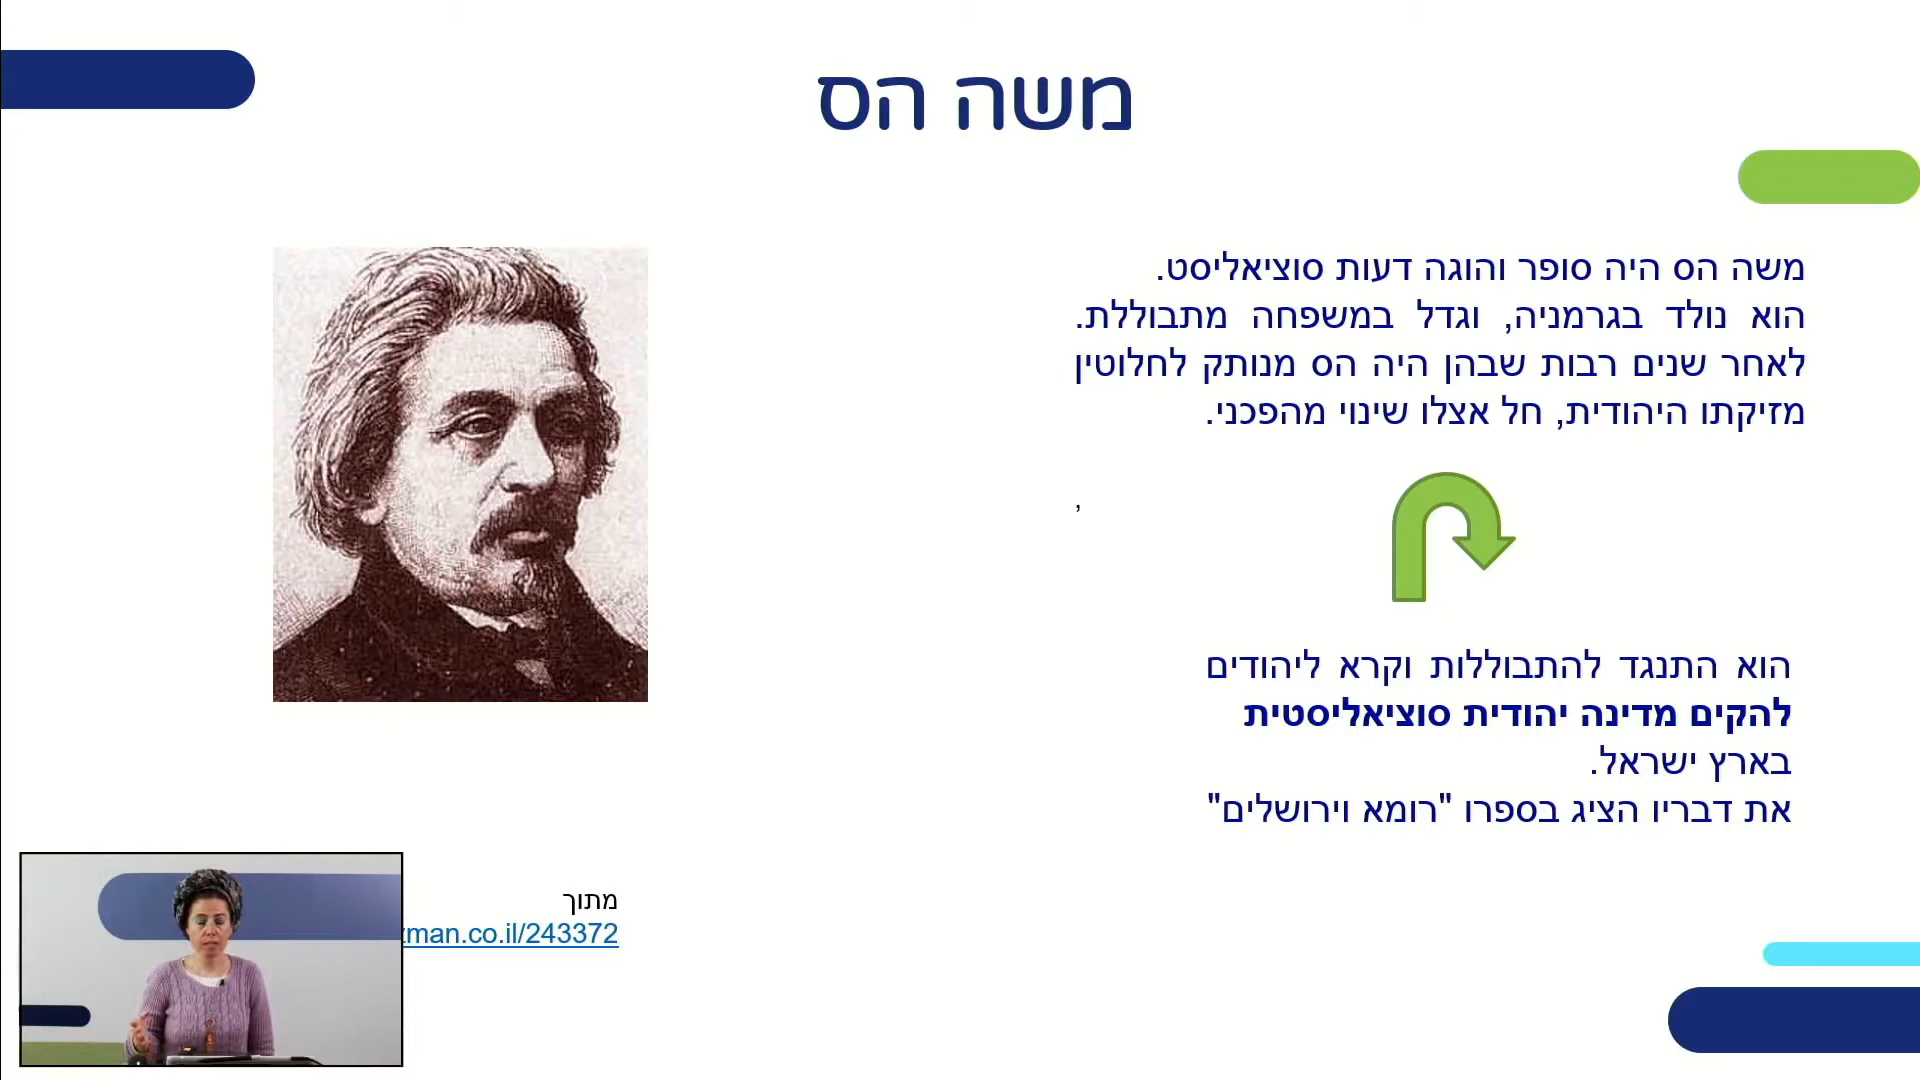 משה הס
משה הס היה סופר והוגה דעות סוציאליסט.
הוא נולד בגרמניה, וגדל במשפחה מתבוללת.
לאחר שנים רבות שבהן היה הס מנותק לחלוטין
מזיקתו היהודית, חל אצלו שינוי מהפכני.
,
הוא התנגד להתבוללות וקרא ליהודים
להקים מדינה יהודית סוציאליסטית
בארץ ישראל.
את דבריו הציג בספרו "רומא וירושלים"
מתוך
zman.co.il/243372